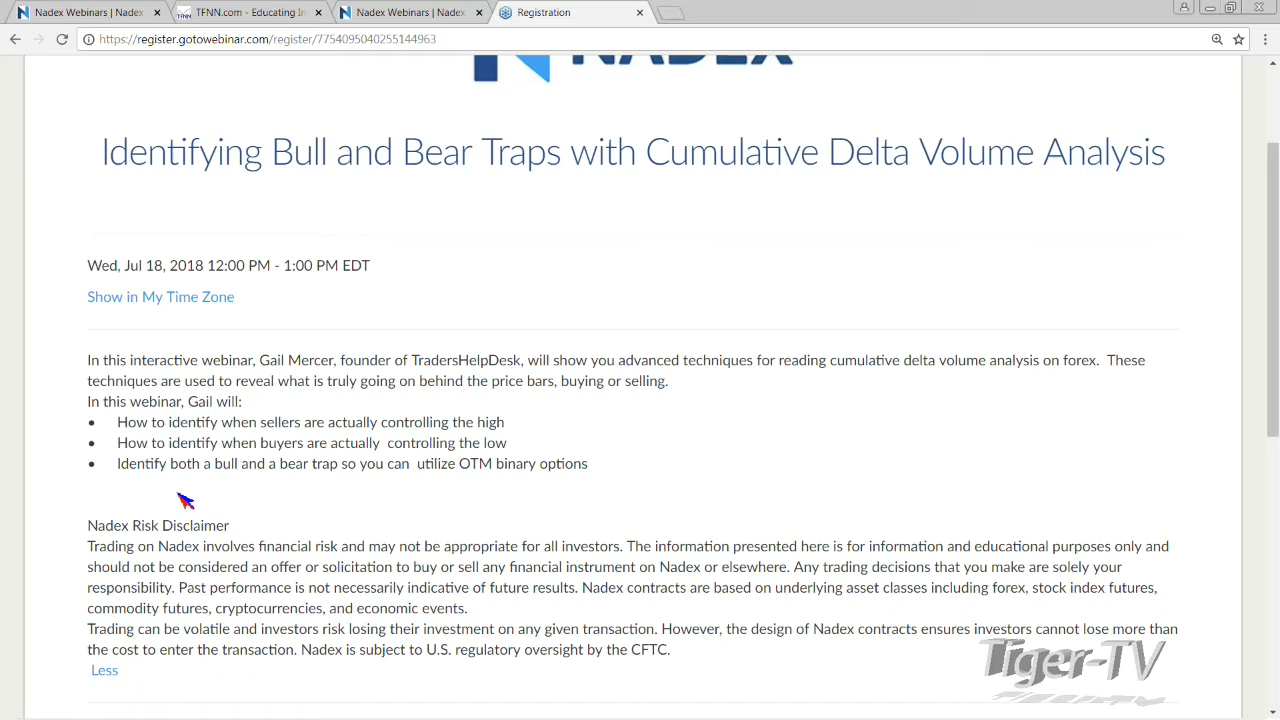 Nadex Webinars | Nadex
TFNN.com - Educating In
Nadex Webinars | Nadex
Registration
https://register.gotowebinar.com/register/7754095040255144963
NADEX
Identifying Bull and Bear Traps with Cumulative Delta Volume Analysis
Wed, Jul 18, 2018 12:00 PM - 1:00 PM EDT
Show in My Time Zone
In this interactive webinar, Gail Mercer, founder of TradersHelpDesk, will show you advanced techniques for reading cumulative delta volume analysis on forex.  These
techniques are used to reveal what is truly going on behind the price bars, buying or selling.
In this webinar, Gail will:
• How to identify when sellers are actually controlling the high
• How to identify when buyers are actually  controlling the low
• Identify both a bull and a bear trap so you can  utilize OTM binary options
Nadex Risk Disclaimer
Trading on Nadex involves financial risk and may not be appropriate for all investors. The information presented here is for information and educational purposes only and
should not be considered an offer or solicitation to buy or sell any financial instrument on Nadex or elsewhere. Any trading decisions that you make are solely your
responsibility. Past performance is not necessarily indicative of future results. Nadex contracts are based on underlying asset classes including forex, stock index futures,
commodity futures, cryptocurrencies, and economic events.
Trading can be volatile and investors risk losing their investment on any given transaction. However, the design of Nadex contracts ensures investors cannot lose more than
the cost to enter the transaction. Nadex is subject to U.S. regulatory oversight by the CFTC.
Less
Tiger-TV